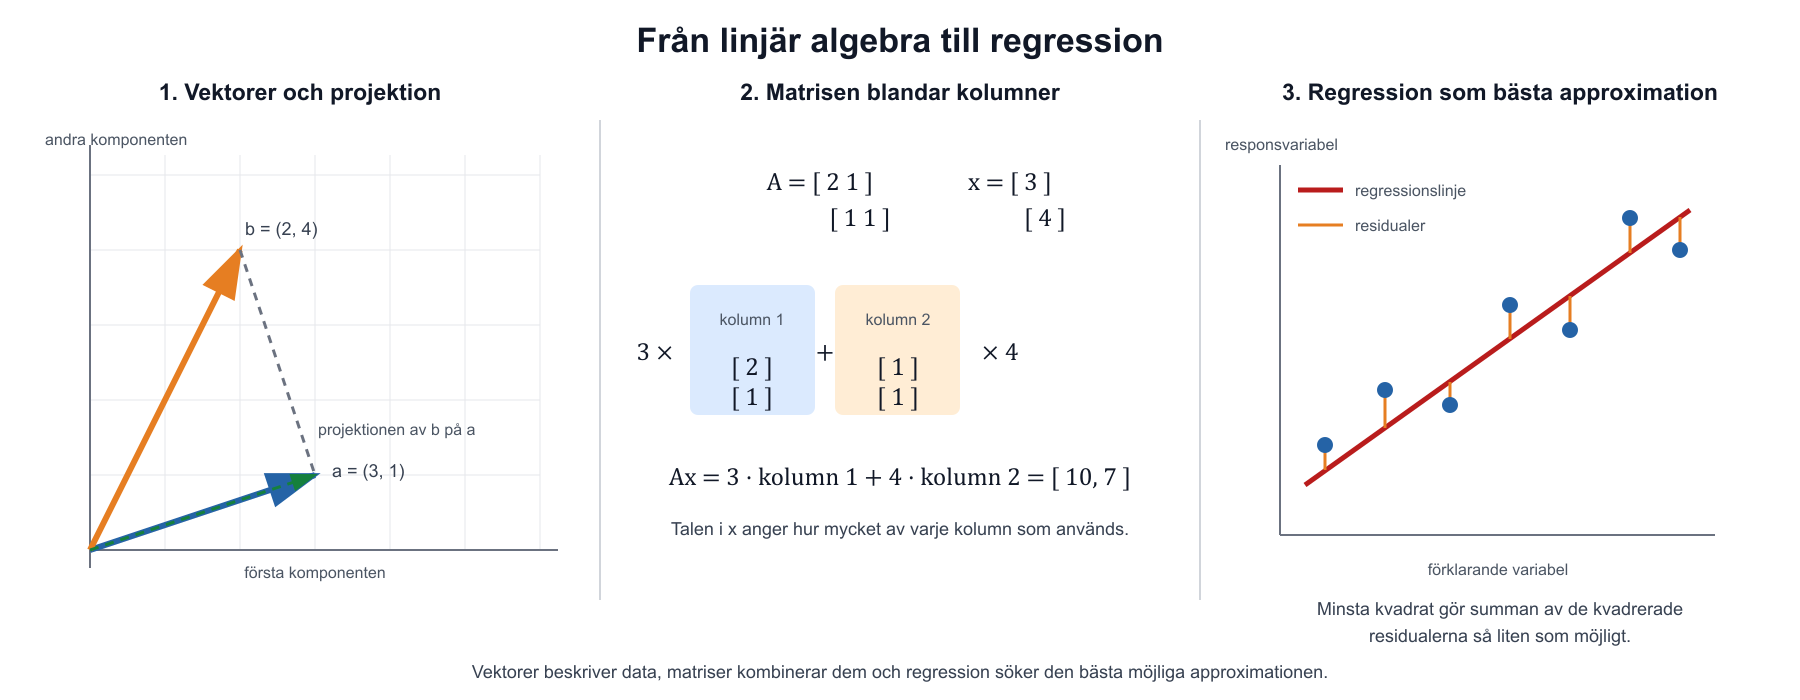 Från linjär algebra till regression
1. Vektorer och projektion
andra komponenten
b = (2, 4)
projektionen av b på a
a = (3, 1)
första komponenten
2. Matrisen blandar kolumner
A = [ 2 1 ]
[ 1 1 ]
x = [ 3 ]
[ 4 ]
3 ×
kolumn 1
[ 2 ]
[ 1 ]
+
kolumn 2
[ 1 ]
[ 1 ]
× 4
Ax = 3 · kolumn 1 + 4 · kolumn 2 = [ 10, 7 ]
Talen i x anger hur mycket av varje kolumn som används.
3. Regression som bästa approximation
responsvariabel
regressionslinje
residualer
förklarande variabel
Minsta kvadrat gör summan av de kvadrerade
residualerna så liten som möjligt.
Vektorer beskriver data, matriser kombinerar dem och regression söker den bästa möjliga approximationen.